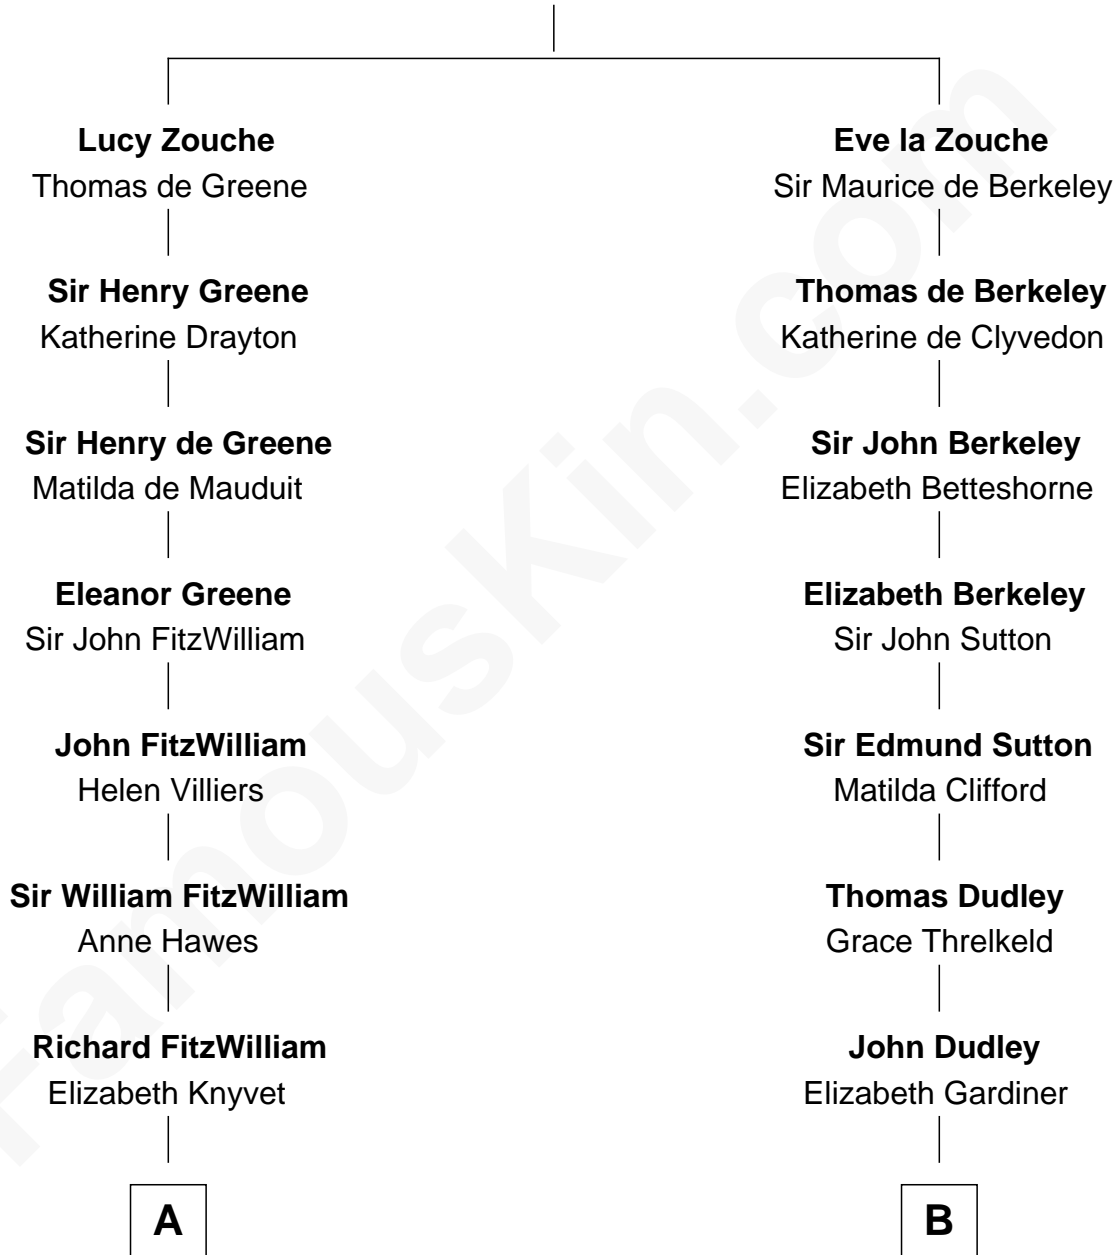 Lucy Zouche
Thomas de Greene
Sir Henry Greene
Katherine Drayton
Sir Henry de Greene
Matilda de Mauduit
Eleanor Greene
Sir John FitzWilliam
John FitzWilliam
Helen Villiers
Sir William FitzWilliam
Anne Hawes
Richard FitzWilliam
Elizabeth Knyvet
A
Eve la Zouche
Sir Maurice de Berkeley
Thomas de Berkeley
Katherine de Clyvedon
Sir John Berkeley
Elizabeth Betteshorne
Elizabeth Berkeley
Sir John Sutton
Sir Edmund Sutton
Matilda Clifford
Thomas Dudley
Grace Threlkeld
John Dudley
Elizabeth Gardiner
B
FamousKin.com